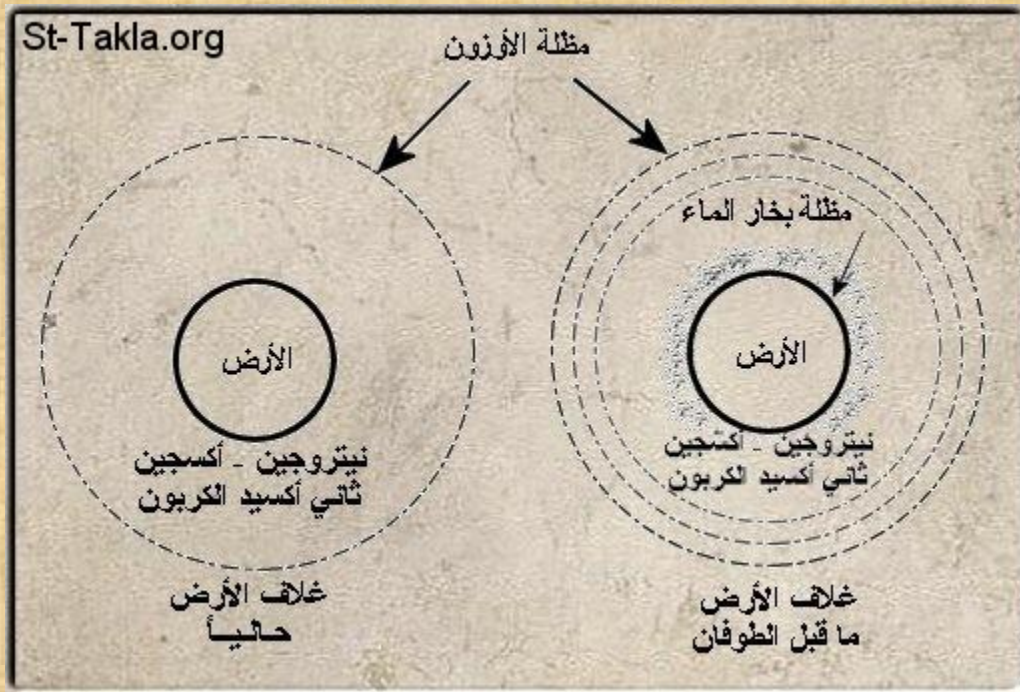 St-Takla.org
مظلة الأوزون
مظلة بخار الماء
الأرض
نيتروجين - أكسجين
ثاني أكسيد الكربون
غلاف الأرض
ما قبل الطوفان
الأرض
نيتروجين - أكسجين
ثاني أكسيد الكربون
غلاف الأرض
حاليـاً